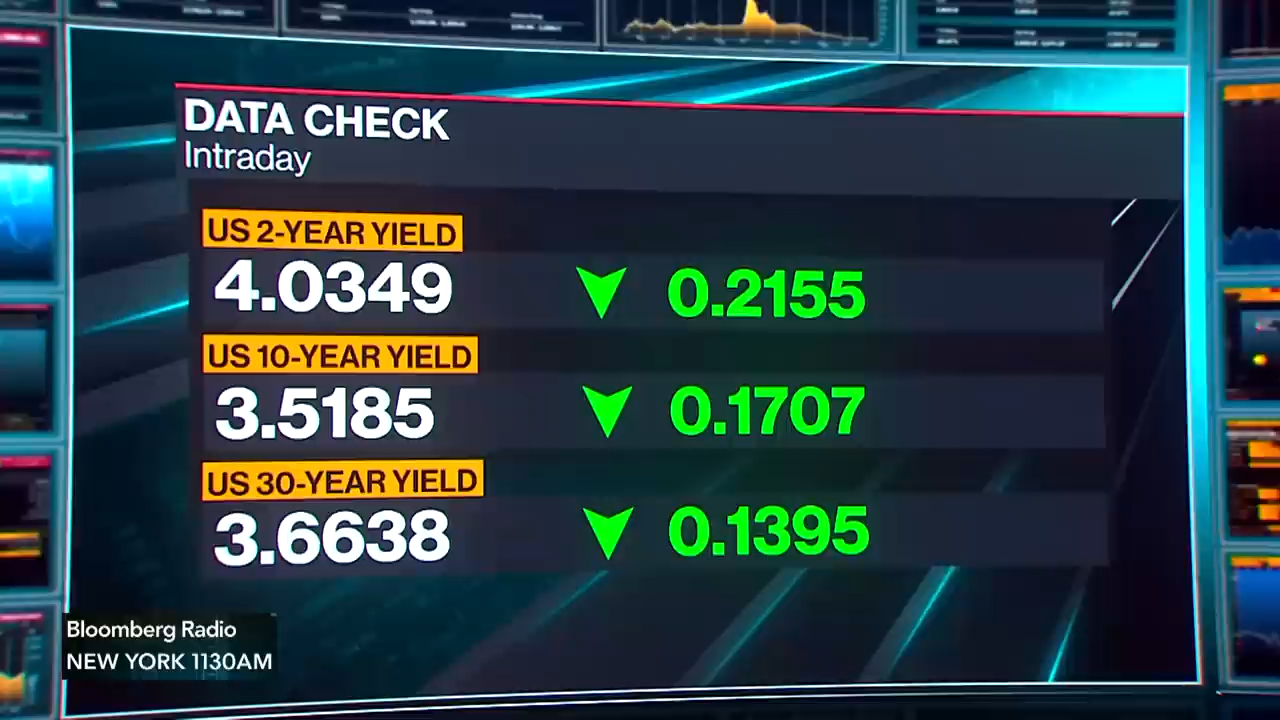 DATA CHECK
Intraday
US 2-YEAR YIELD
4.0349 0.2155
US 10-YEAR YIELD
3.5185 0.1707
US 30-YEAR YIELD
3.6638 0.1395
Bloomberg Radio
NEW YORK 1130AM